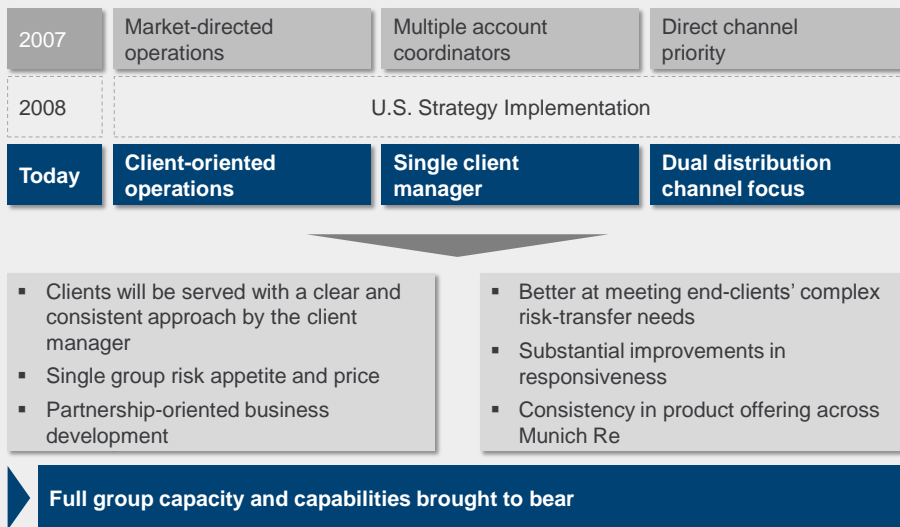 2007
Market-directed
operations
Multiple account
coordinators
Direct channel
priority
2008
U.S. Strategy Implementation
Today
Client-oriented
operations
Single client
manager
Dual distribution
channel focus
▪ Clients will be served with a clear and
consistent approach by the client
manager
▪ Single group risk appetite and price
▪ Partnership-oriented business
development
▪ Better at meeting end-clients’ complex
risk-transfer needs
▪ Substantial improvements in
responsiveness
▪ Consistency in product offering across
Munich Re
Full group capacity and capabilities brought to bear